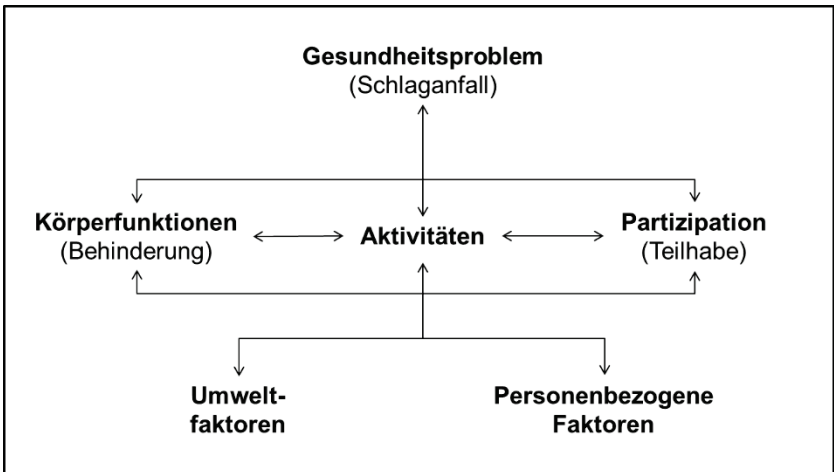 Gesundheitsproblem
(Schlaganfall)
Körperfunktionen
(Behinderung)
Aktivitäten
Partizipation
(Teilhabe)
Umwelt-
faktoren
Personenbezogene
Faktoren